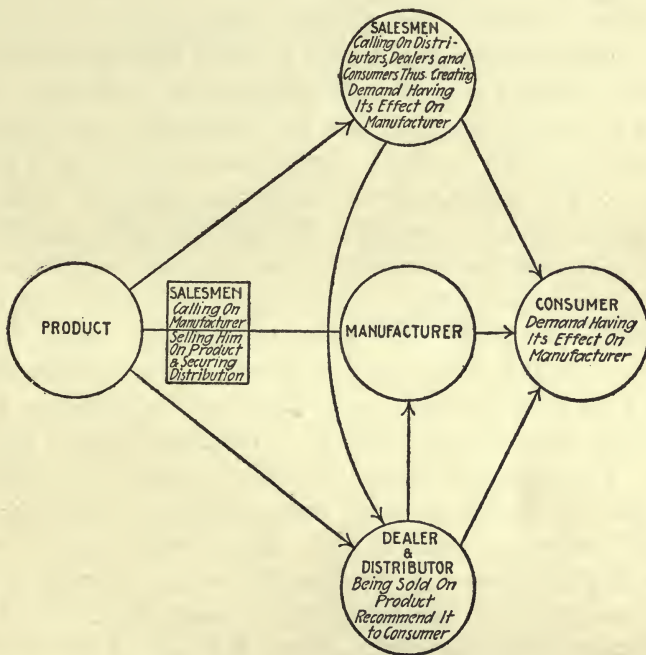 SALESMEN
Calling On Distri-
butors, Dealers and
Consumers Thus Creating
Demand Having
Its Effect On
Manufacturer
PRODUCT
SALESMEN
Calling On
Manufacturer
Selling Him
On Product
& Securing
Distribution
MANUFACTURER
CONSUMER
Demand Having
Its Effect On
Manufacturer
DEALER
&
DISTRIBUTOR
Being Sold On
Product
Recommend It
to Consumer